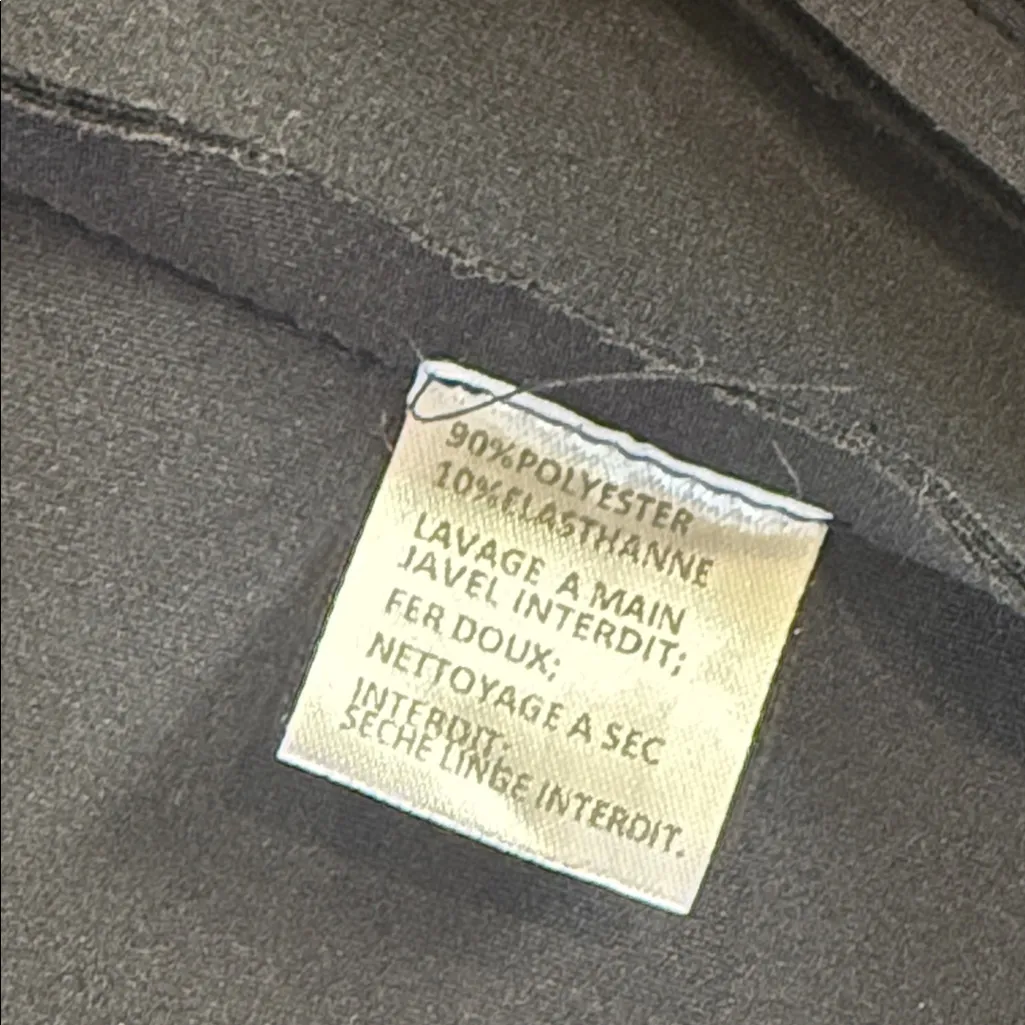 90%POLYESTER
10%ELASTHANNE
LAVAGE A MAIN
JAVEL INTERDIT;
FER DOUX;
NETTOYAGE A SEC
INTERDIT;
SECHE LINGE INTERDIT.